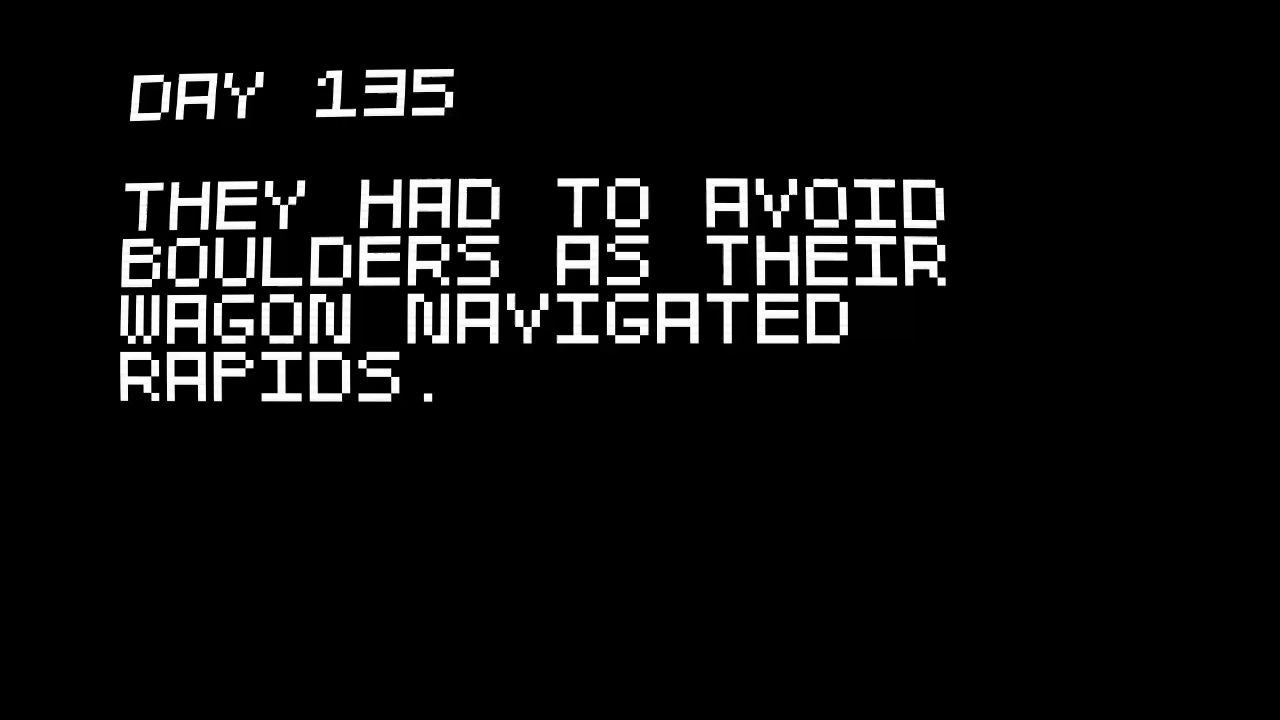 DAY 135
THEY HAD TO AVOID
BOULDERS AS THEIR
WAGON NAVIGATED
RAPIDS.